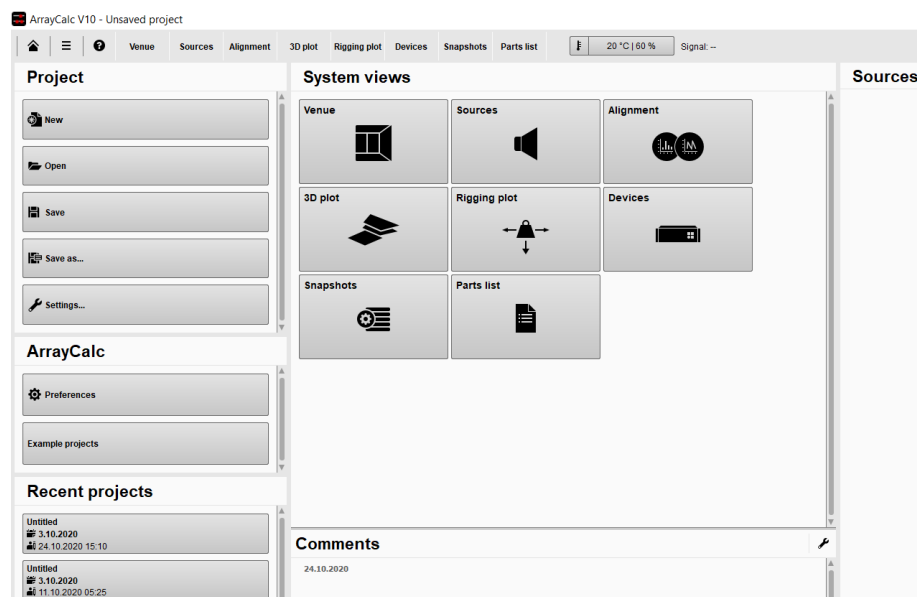 ArrayCalc V10 - Unsaved project
Venue Sources Alignment 3D plot Rigging plot Devices Snapshots Parts list 20 °C | 60 % Signal: --
Project
New
Open
Save
Save as...
Settings...
ArrayCalc
Preferences
Example projects
Recent projects
Untitled
3.10.2020
24.10.2020 15:10
Untitled
3.10.2020
11.10.2020 05:25
System views
Venue
Sources
Alignment
3D plot
Rigging plot
Devices
Snapshots
Parts list
Comments
24.10.2020
Sources